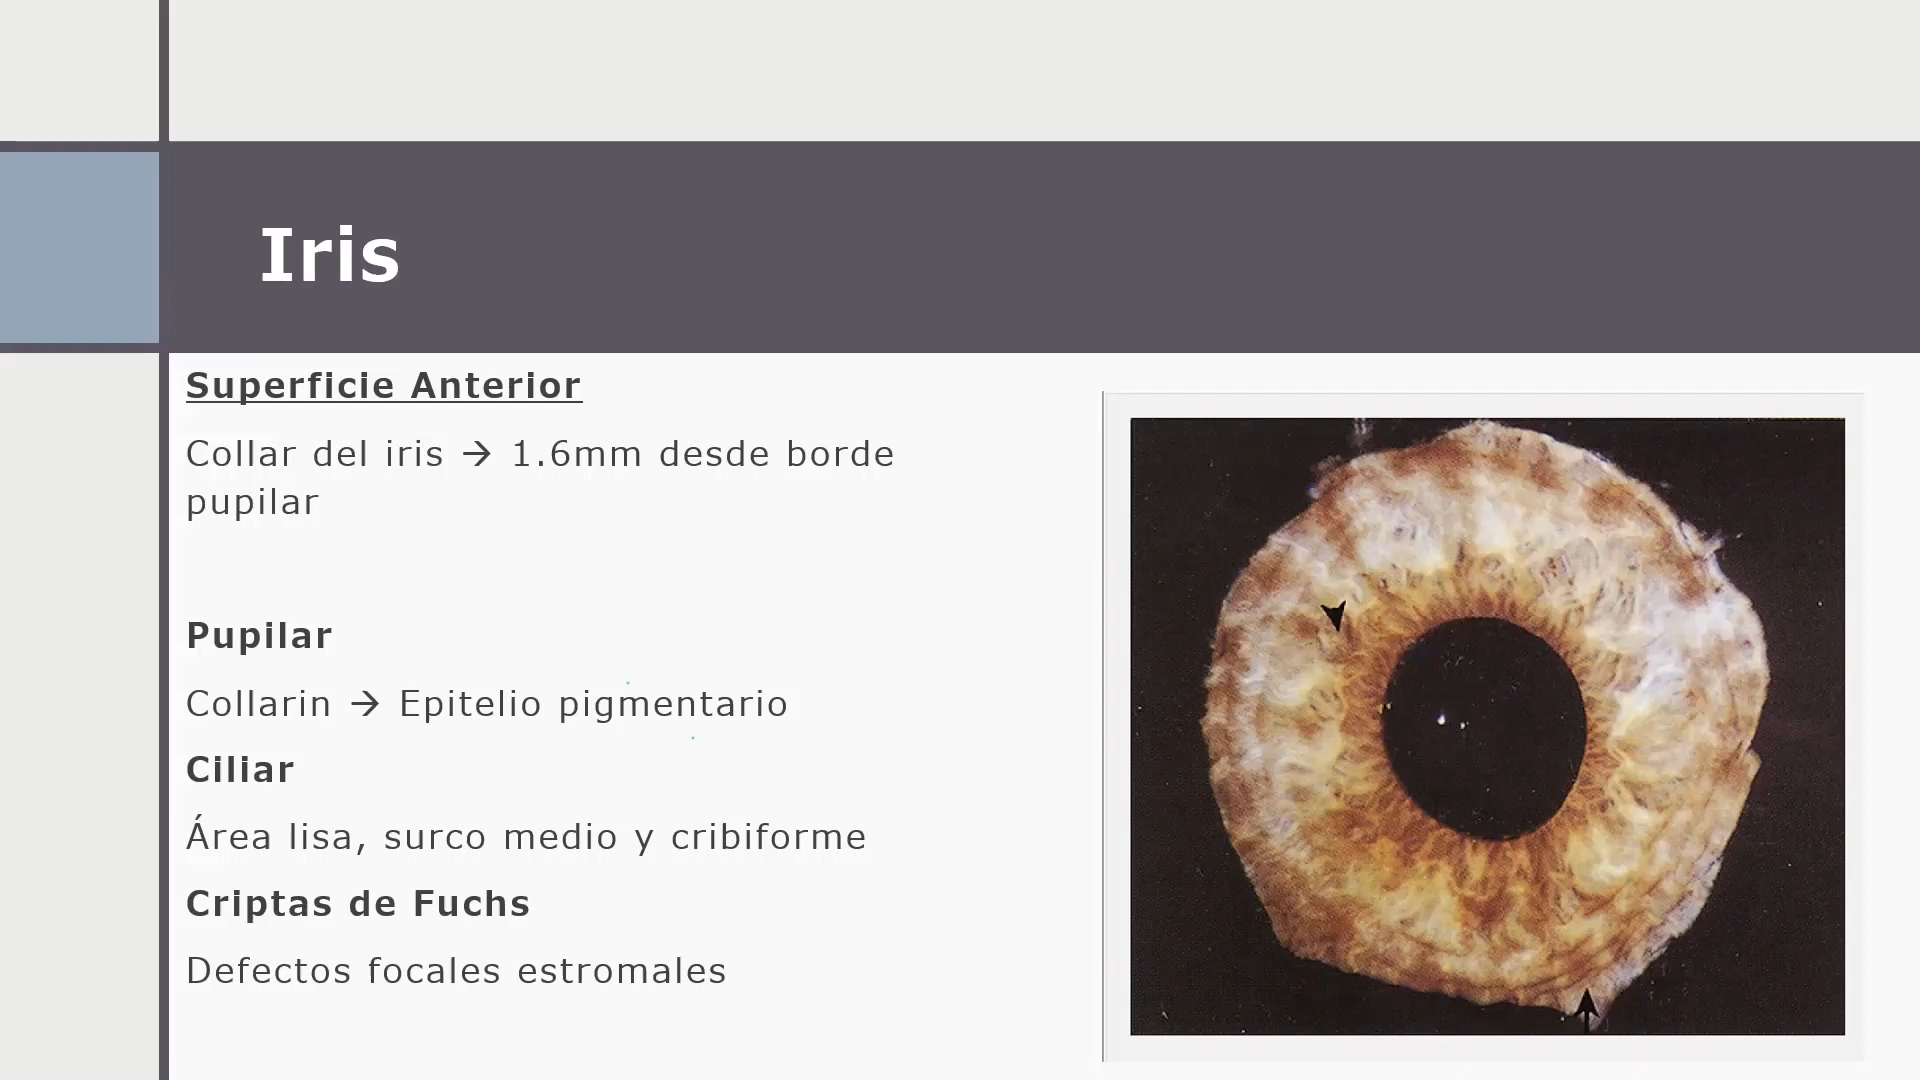 Iris
Superficie Anterior
Collar del iris → 1.6mm desde borde
pupilar
Pupilar
Collarin → Epitelio pigmentario
Ciliar
Área lisa, surco medio y cribiforme
Criptas de Fuchs
Defectos focales estromales